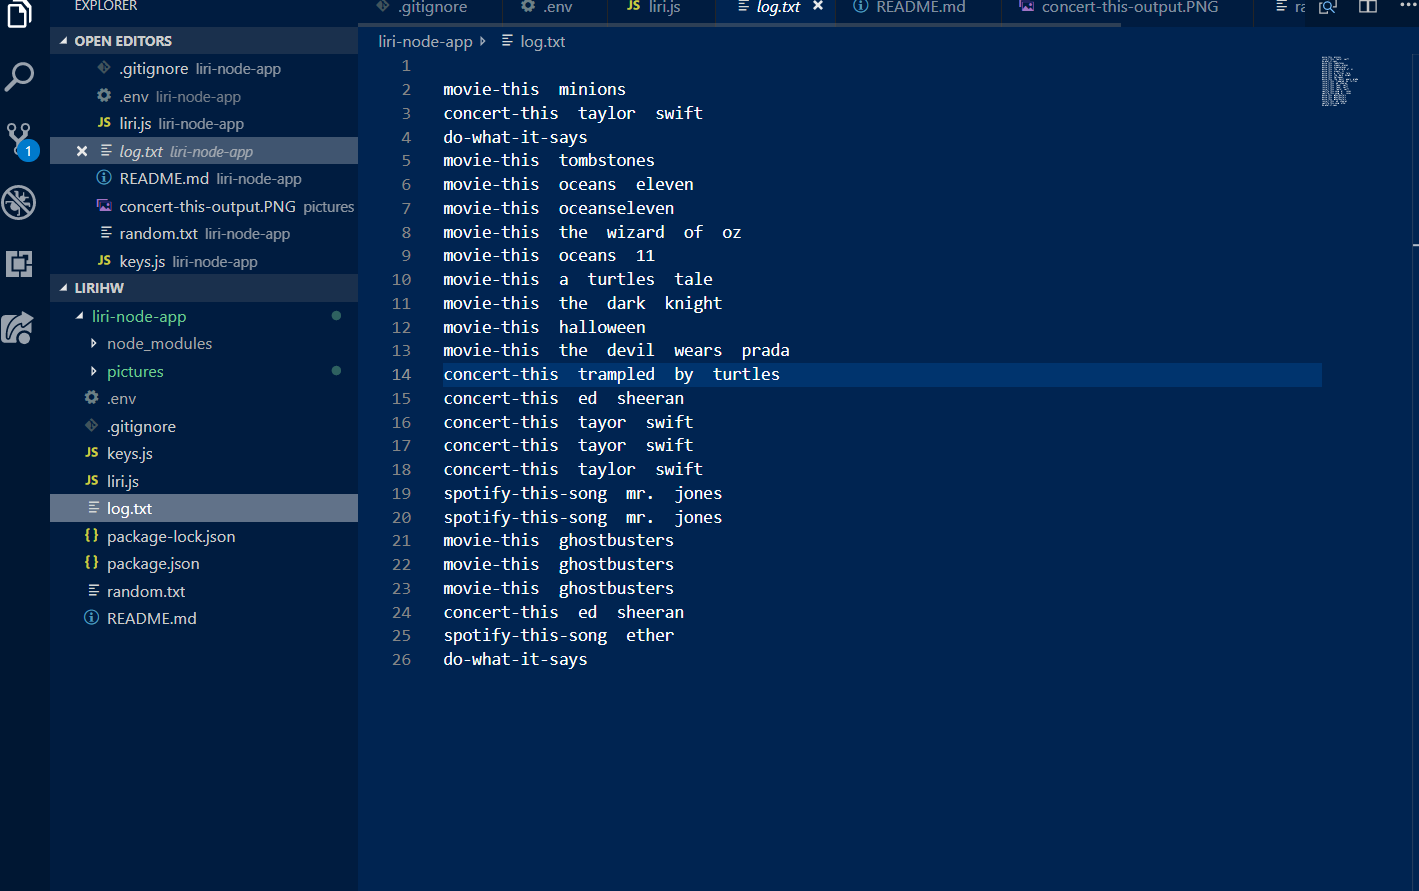 EXPLORER
OPEN EDITORS
.gitignore liri-node-app
.env liri-node-app
JS liri.js liri-node-app
log.txt liri-node-app
README.md liri-node-app
concert-this-output.PNG pictures
random.txt liri-node-app
JS keys.js liri-node-app
LIRIHW
liri-node-app
node_modules
pictures
.env
.gitignore
JS keys.js
JS liri.js
log.txt
{} package-lock.json
{} package.json
random.txt
README.md
1
.gitignore .env JS liri.js log.txt README.md concert-this-output.PNG ra
liri-node-app log.txt
1
2 movie-this  minions
3 concert-this  taylor  swift
4 do-what-it-says
5 movie-this  tombstones
6 movie-this  oceans  eleven
7 movie-this  oceanseleven
8 movie-this  the  wizard  of  oz
9 movie-this  oceans  11
10 movie-this  a  turtles  tale
11 movie-this  the  dark  knight
12 movie-this  halloween
13 movie-this  the  devil  wears  prada
14 concert-this  trampled  by  turtles
15 concert-this  ed  sheeran
16 concert-this  tayor  swift
17 concert-this  tayor  swift
18 concert-this  taylor  swift
19 spotify-this-song  mr.  jones
20 spotify-this-song  mr.  jones
21 movie-this  ghostbusters
22 movie-this  ghostbusters
23 movie-this  ghostbusters
24 concert-this  ed  sheeran
25 spotify-this-song  ether
26 do-what-it-says